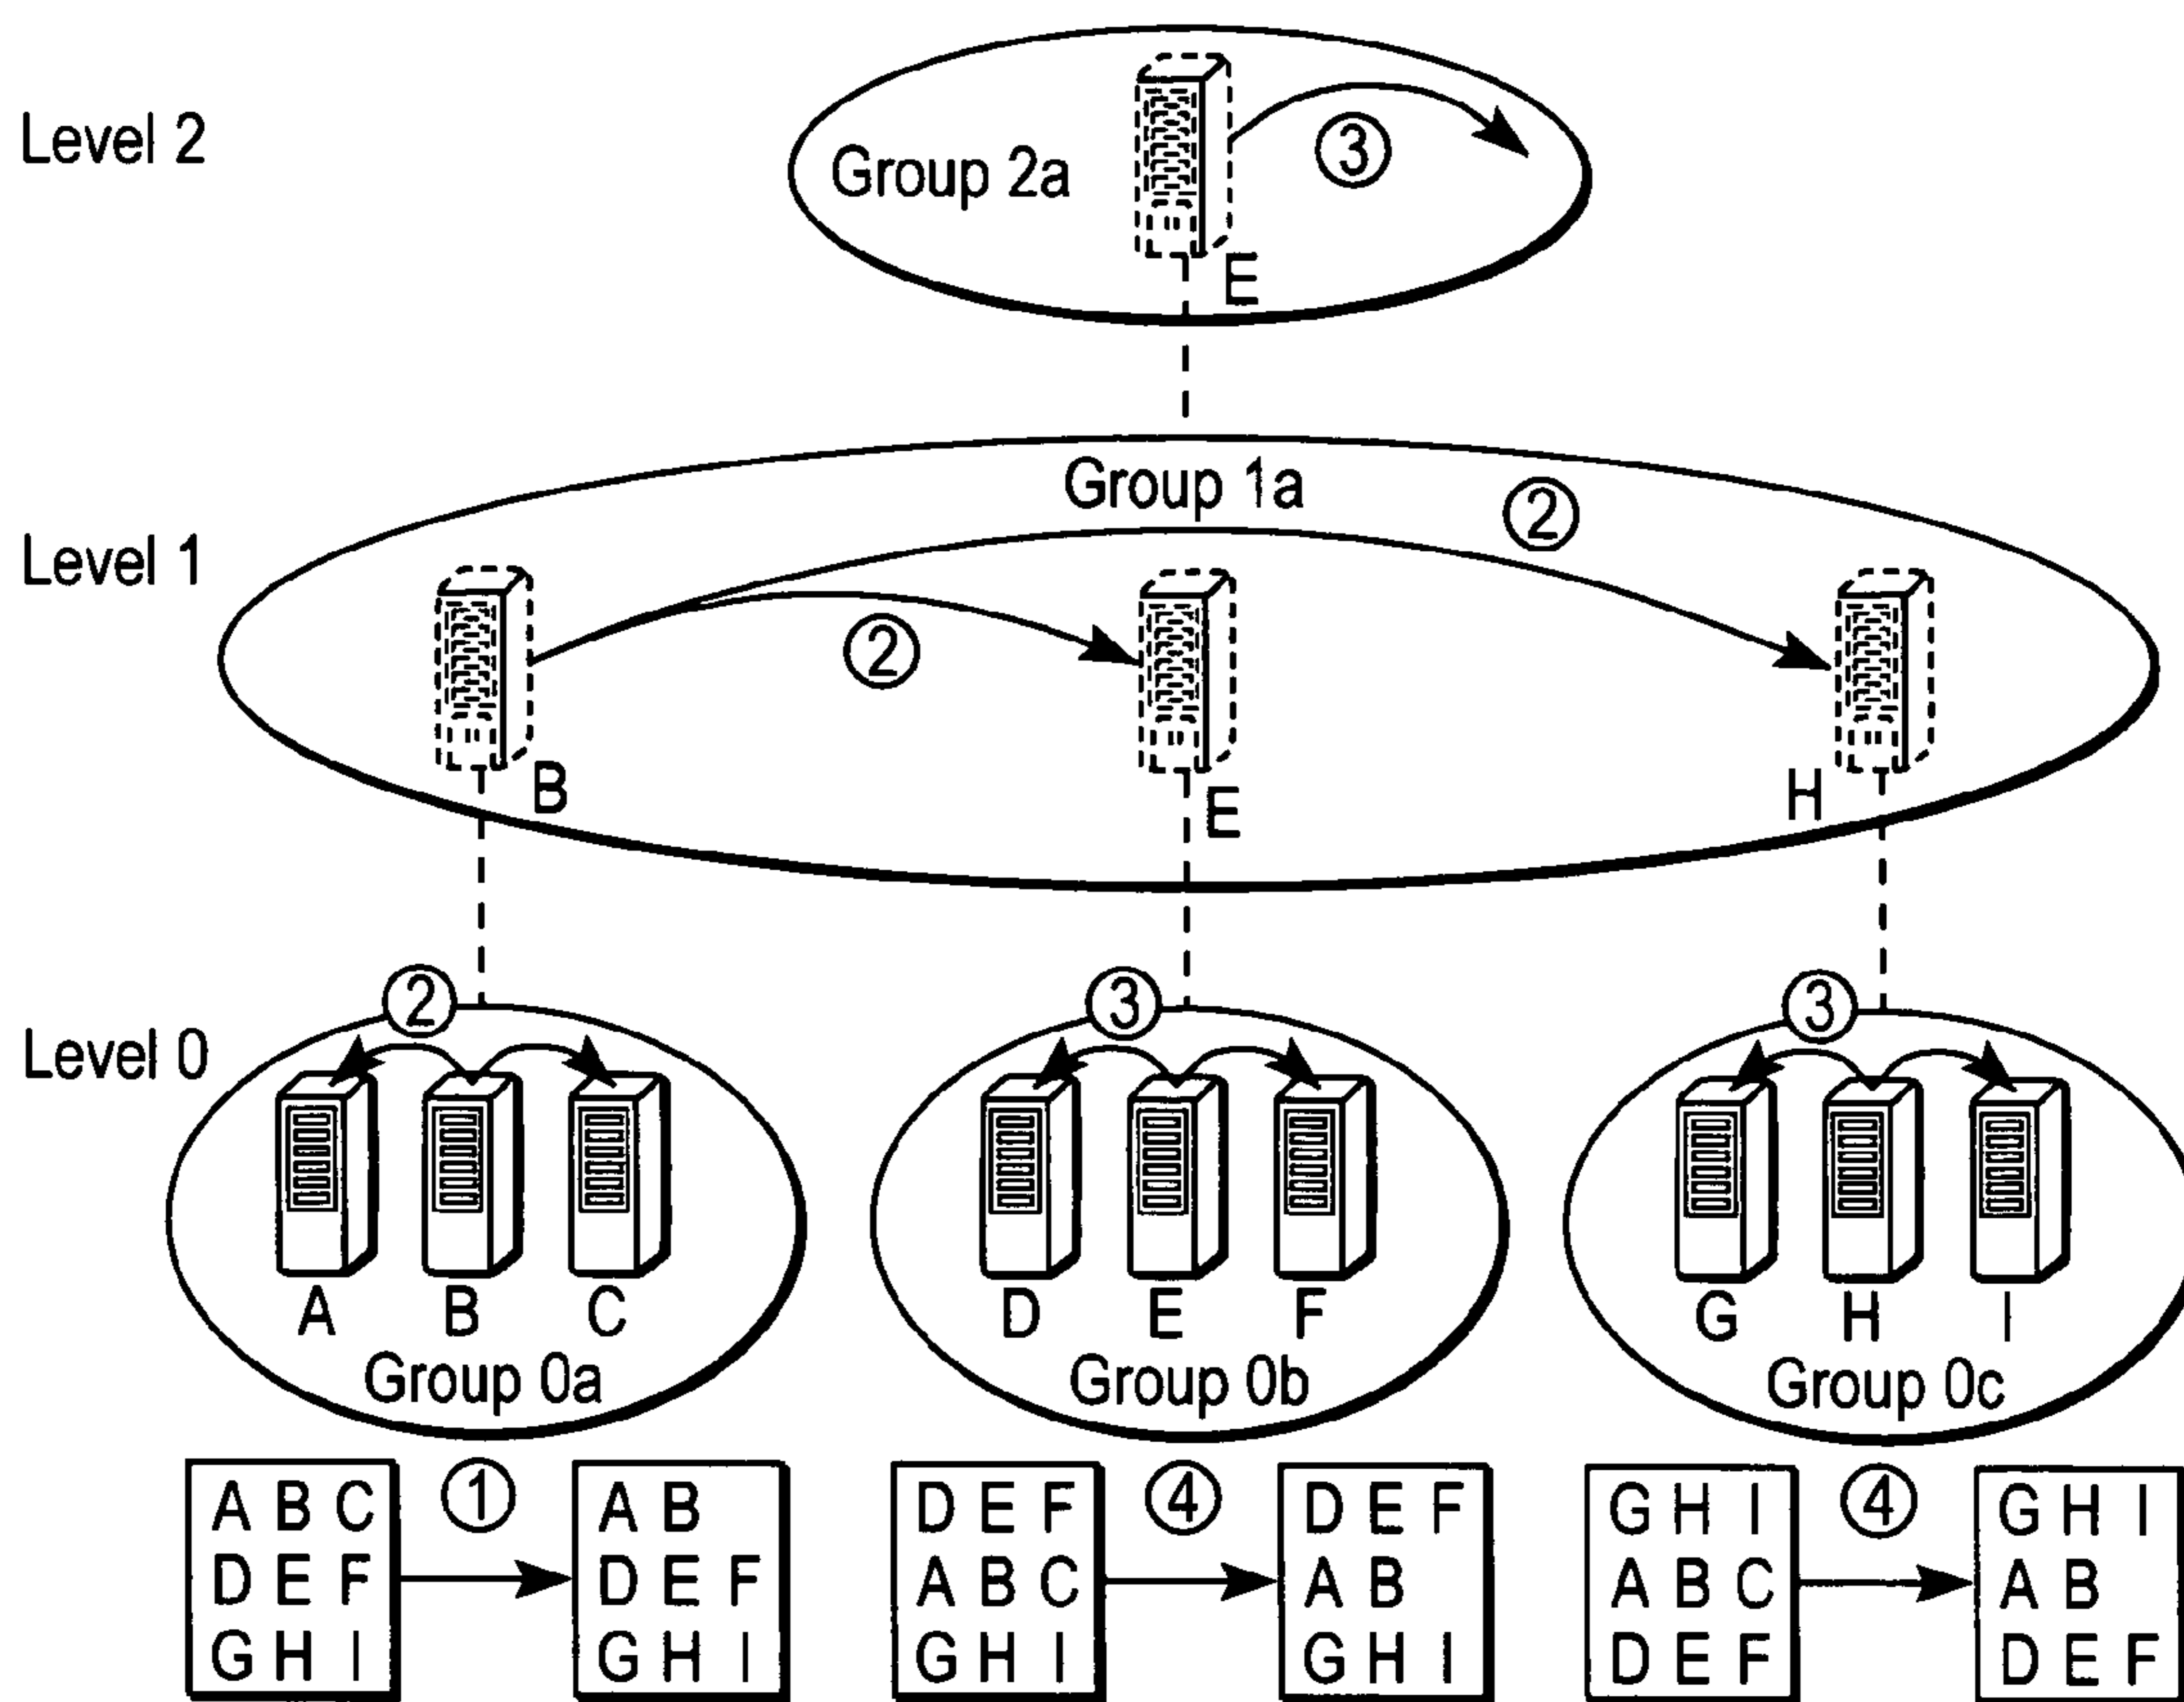 Level 2
Group 2a
③
E
Level 1
Group 1a
②
②
B
E
H
Level 0
②
③
③
A B C
D E F
G H I
Group 0a
Group 0b
Group 0c
A B C
D E F
G H I
①
A B
D E F
G H I
D E F
A B C
G H I
④
D E F
A B
G H I
G H I
A B C
D E F
④
G H I
A B
D E F